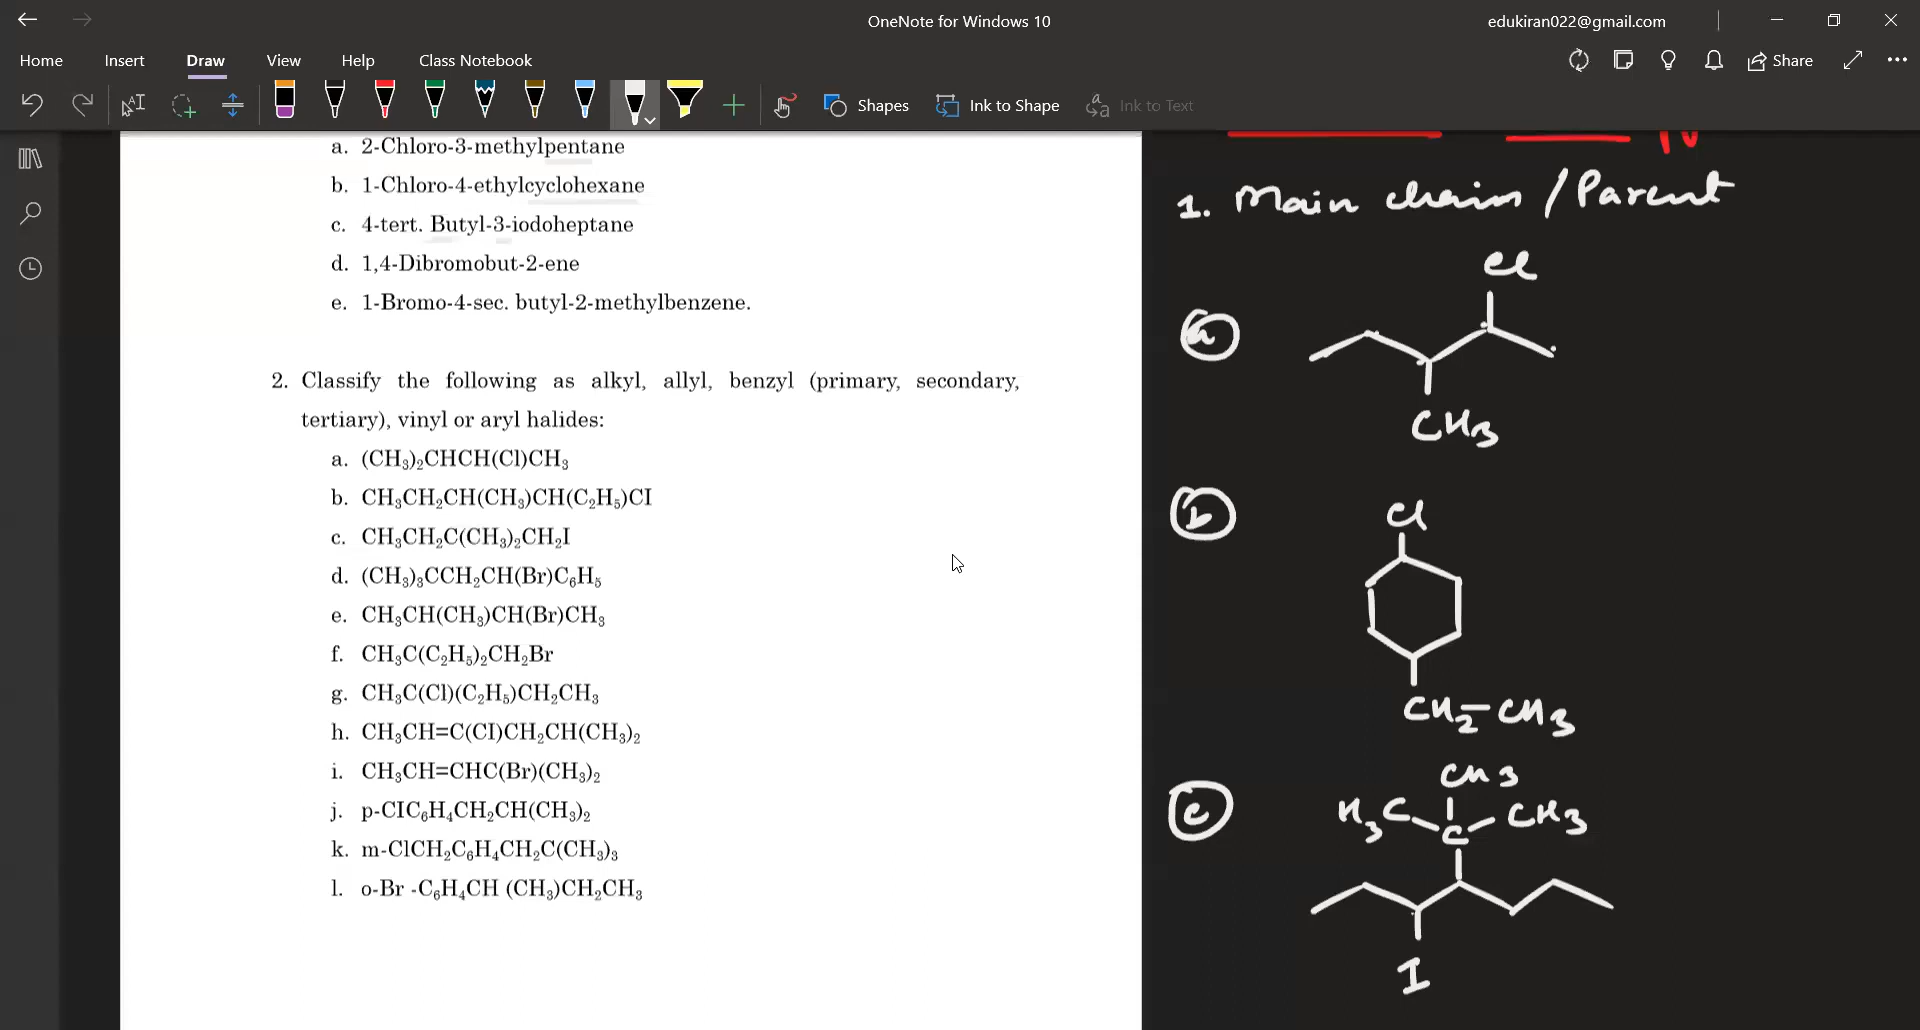 OneNote for Windows 10
edukiran022@gmail.com
Home Insert Draw View Help Class Notebook
Share
Shapes Ink to Shape Ink to Text
a. 2-Chloro-3-methylpentane
b. 1-Chloro-4-ethylcyclohexane
c. 4-tert. Butyl-3-iodoheptane
d. 1,4-Dibromobut-2-ene
e. 1-Bromo-4-sec. butyl-2-methylbenzene.
2. Classify the following as alkyl, allyl, benzyl (primary, secondary,
tertiary), vinyl or aryl halides:
a. (CH₃)₂CHCH(Cl)CH₃
b. CH₃CH₂CH(CH₃)CH(C₂H₅)CI
c. CH₃CH₂C(CH₃)₂CH₂I
d. (CH₃)₃CCH₂CH(Br)C₆H₅
e. CH₃CH(CH₃)CH(Br)CH₃
f. CH₃C(C₂H₅)₂CH₂Br
g. CH₃C(Cl)(C₂H₅)CH₂CH₃
h. CH₃CH=C(CI)CH₂CH(CH₃)₂
i. CH₃CH=CHC(Br)(CH₃)₂
j. p-CIC₆H₄CH₂CH(CH₃)₂
k. m-ClCH₂C₆H₄CH₂C(CH₃)₃
l. o-Br -C₆H₄CH (CH₃)CH₂CH₃
1. Main chain / Parent
Cl
a
CH₃
b
Cl
CH₂-CH₃
CH₃
c
H₃C C CH₃
I